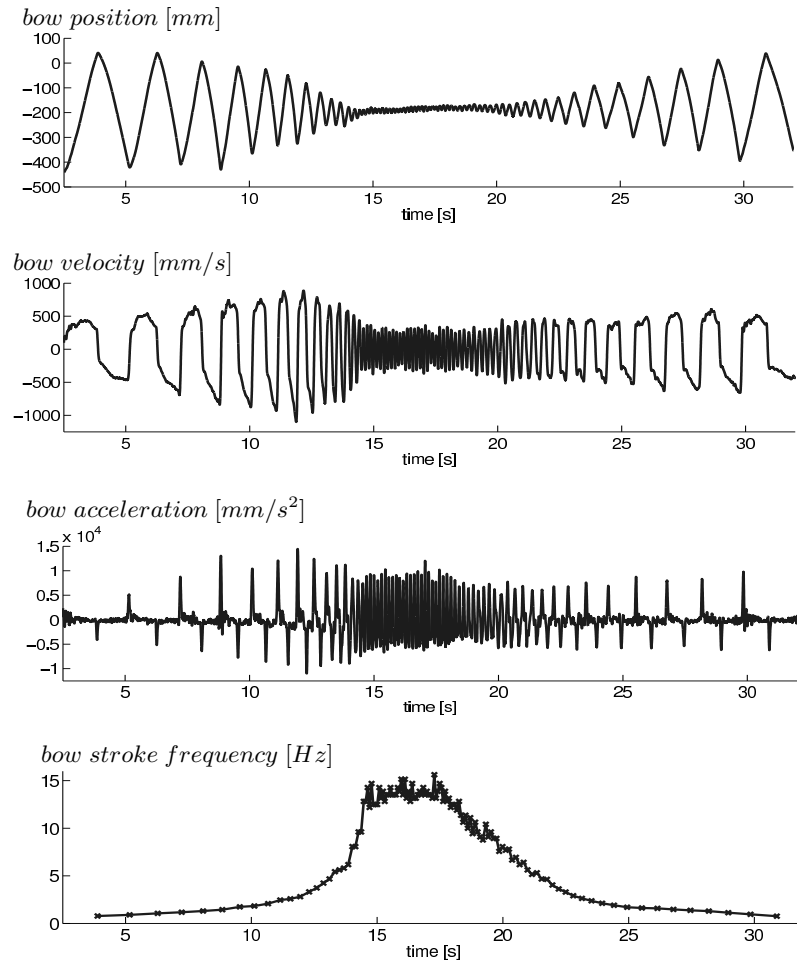 bow position [mm]
100
0
−100
−200
−300
−400
−500
5 10 15 20 25 30
time [s]
bow velocity [mm/s]
1000
500
0
−500
−1000
5 10 15 20 25 30
time [s]
bow acceleration [mm/s²]
x 10⁴
1.5
1
0.5
0
−0.5
−1
5 10 15 20 25 30
time [s]
bow stroke frequency [Hz]
15
10
5
0
5 10 15 20 25 30
time [s]